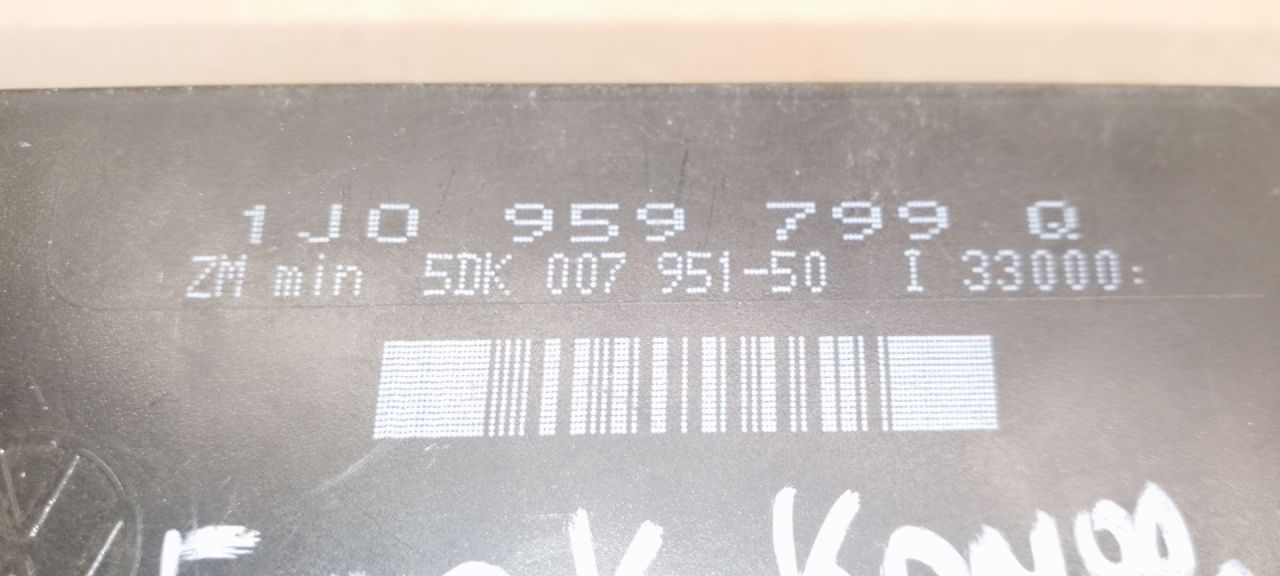 1J0 959 799 Q
ZM min 5DK 007 951-50 I 33000: